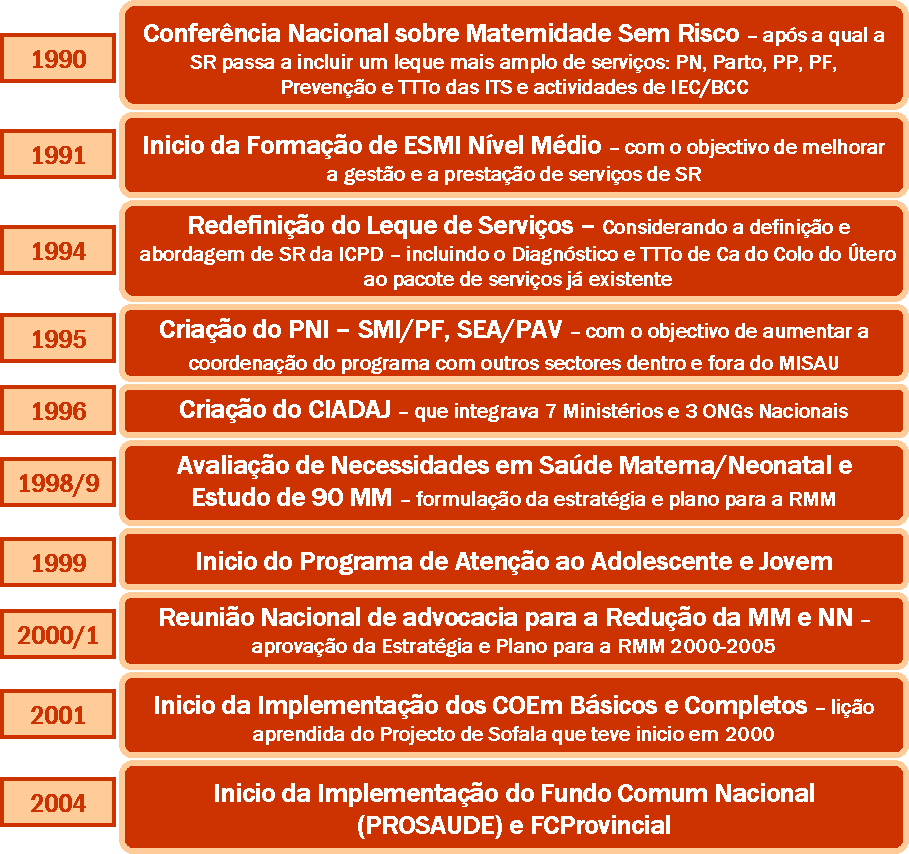 1990
Conferência Nacional sobre Maternidade Sem Risco – após a qual a
SR passa a incluir um leque mais amplo de serviços: PN, Parto, PP, PF,
Prevenção e TTTo das ITS e actividades de IEC/BCC
1991
Inicio da Formação de ESMI Nível Médio – com o objectivo de melhorar
a gestão e a prestação de serviços de SR
1994
Redefinição do Leque de Serviços – Considerando a definição e
abordagem de SR da ICPD – incluindo o Diagnóstico e TTTo de Ca do Colo do Útero
ao pacote de serviços já existente
1995
Criação do PNI – SMI/PF, SEA/PAV – com o objectivo de aumentar a
coordenação do programa com outros sectores dentro e fora do MISAU
1996
Criação do CIADAJ – que integrava 7 Ministérios e 3 ONGs Nacionais
1998/9
Avaliação de Necessidades em Saúde Materna/Neonatal e
Estudo de 90 MM – formulação da estratégia e plano para a RMM
1999
Inicio do Programa de Atenção ao Adolescente e Jovem
2000/1
Reunião Nacional de advocacia para a Redução da MM e NN –
aprovação da Estratégia e Plano para a RMM 2000-2005
2001
Inicio da Implementação dos COEm Básicos e Completos – lição
aprendida do Projecto de Sofala que teve inicio em 2000
2004
Inicio da Implementação do Fundo Comum Nacional
(PROSAUDE) e FCProvincial